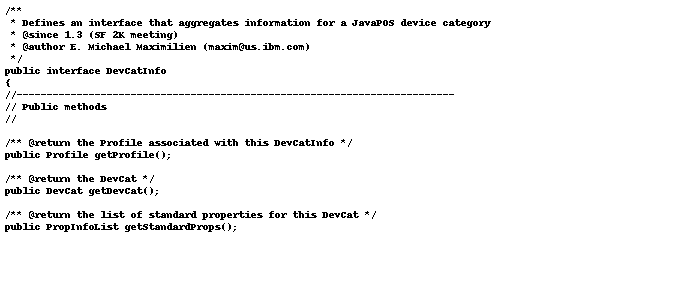 /**
 * Defines an interface that aggregates information for a JavaPOS device category
 * @since 1.3 (SF 2K meeting)
 * @author E. Michael Maximilien (maxim@us.ibm.com)
 */
public interface DevCatInfo
{
//-------------------------------------------------------------------------
// Public methods
//
/** @return the Profile associated with this DevCatInfo */
public Profile getProfile();
/** @return the DevCat */
public DevCat getDevCat();
/** @return the list of standard properties for this DevCat */
public PropInfoList getStandardProps();